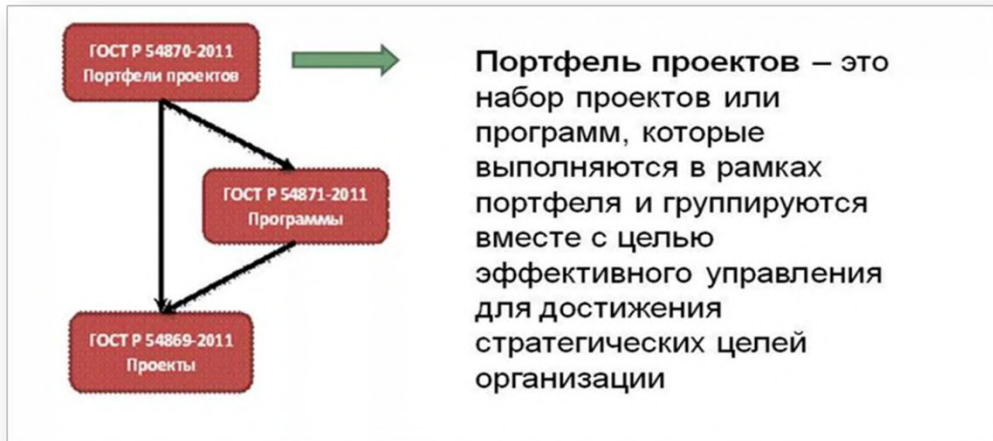 ГОСТ Р 54870-2011
Портфели проектов
ГОСТ Р 54871-2011
Программы
ГОСТ Р 54869-2011
Проекты
Портфель проектов – это
набор проектов или
программ, которые
выполняются в рамках
портфеля и группируются
вместе с целью
эффективного управления
для достижения
стратегических целей
организации